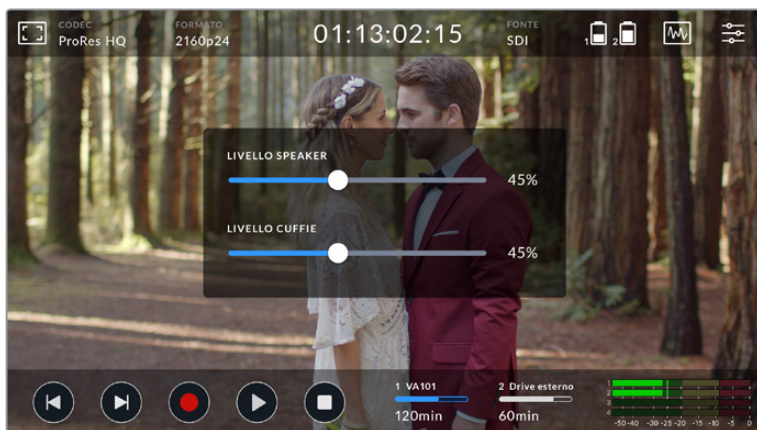 CODEC
ProRes HQ
FORMATO
2160p24
01:13:02:15
FONTE
SDI
1
2
LIVELLO SPEAKER
45%
LIVELLO CUFFIE
45%
1 VA101
120min
2 Drive esterno
60min
1
2
3
4
-50 -40 -30 -25 -20 -15 -10 -5 0